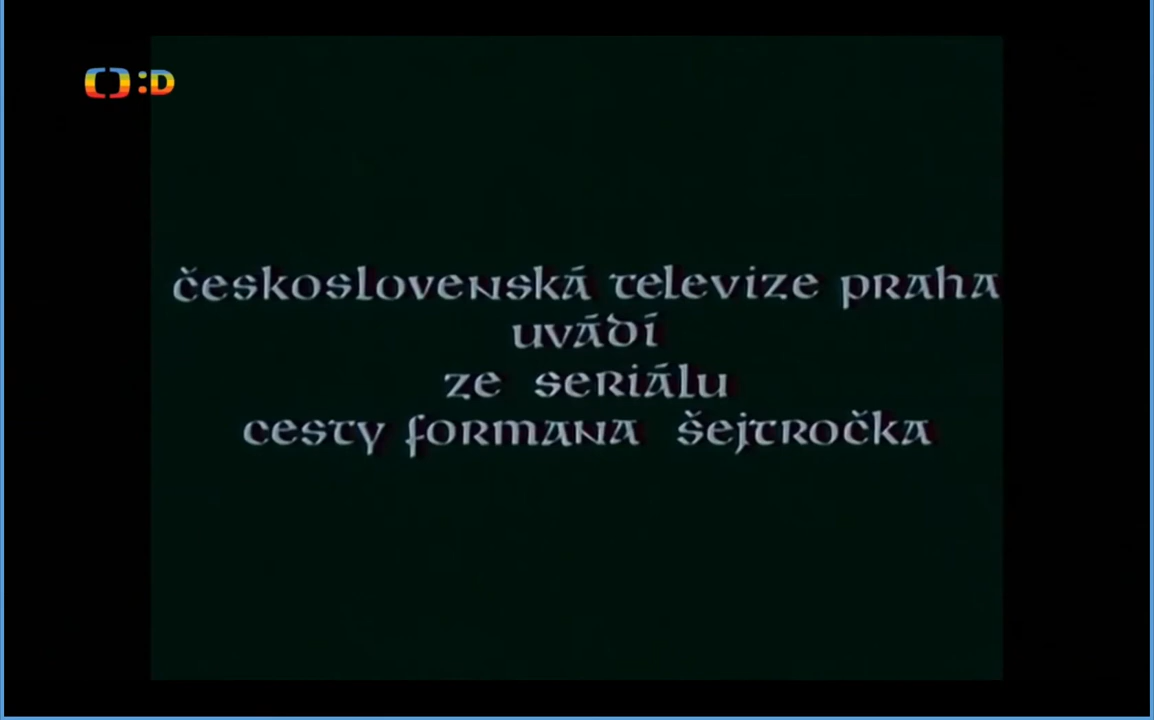 :D
československá televize praha
uvádí
ze seriálu
cesty formana šejtročka